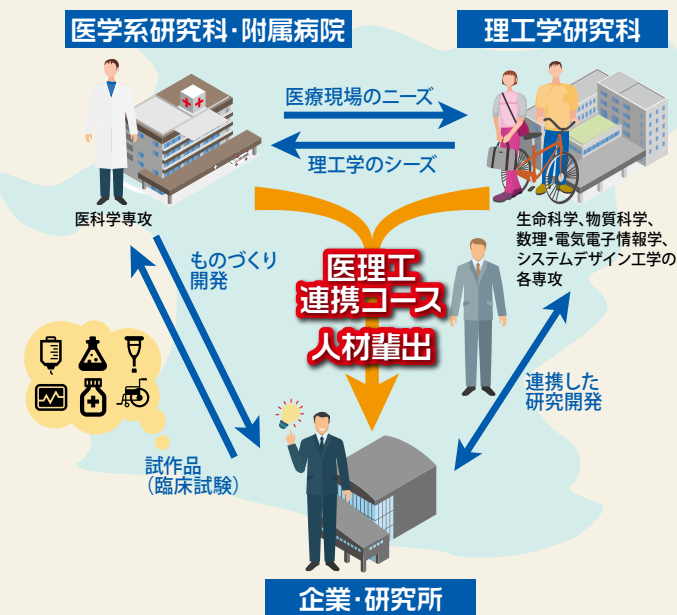 医学系研究科・附属病院
理工学研究科
医療現場のニーズ
理工学のシーズ
医科学専攻
生命科学、物質科学、
数理・電気電子情報学、
システムデザイン工学の
各専攻
ものづくり
開発
医理工
連携コース
人材輩出
連携した
研究開発
試作品
（臨床試験）
企業・研究所